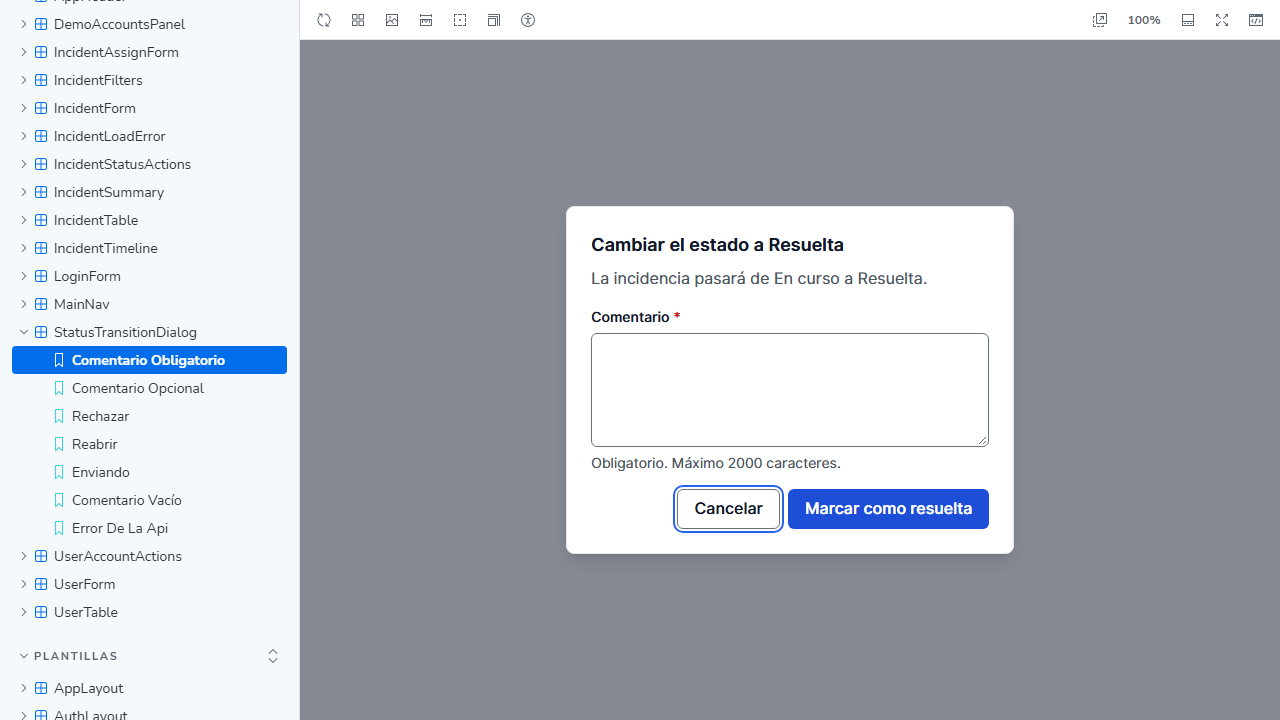 DemoAccountsPanel
IncidentAssignForm
IncidentFilters
IncidentForm
IncidentLoadError
IncidentStatusActions
IncidentSummary
IncidentTable
IncidentTimeline
LoginForm
MainNav
StatusTransitionDialog
Comentario Obligatorio
Comentario Opcional
Rechazar
Reabrir
Enviando
Comentario Vacío
Error De La Api
UserAccountActions
UserForm
UserTable
PLANTILLAS
AppLayout
AuthLayout
100%
Cambiar el estado a Resuelta
La incidencia pasará de En curso a Resuelta.
Comentario *
Obligatorio. Máximo 2000 caracteres.
Cancelar
Marcar como resuelta